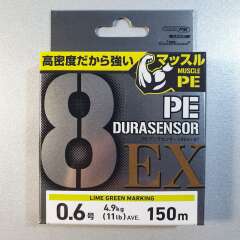 高密度だから強い
マッスル
MUSCLE
PE
8
PE
DURASENSOR
EX
LIME GREEN MARKING
0.6号
4.9kg
(11lb)AVE.
150m